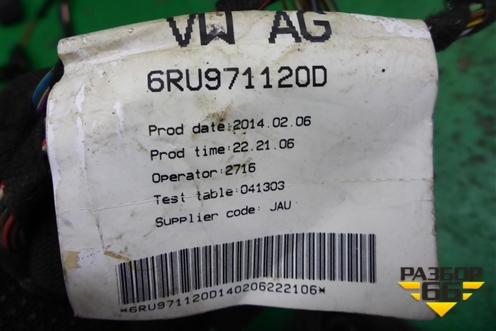 VW AG
6RU971120D
Prod date:2014.02.06
Prod time:22.21.06
Operator:2716
Test table:041303
Supplier code: JAU
*6RU971120D140206222106*
РАЗБОР
66